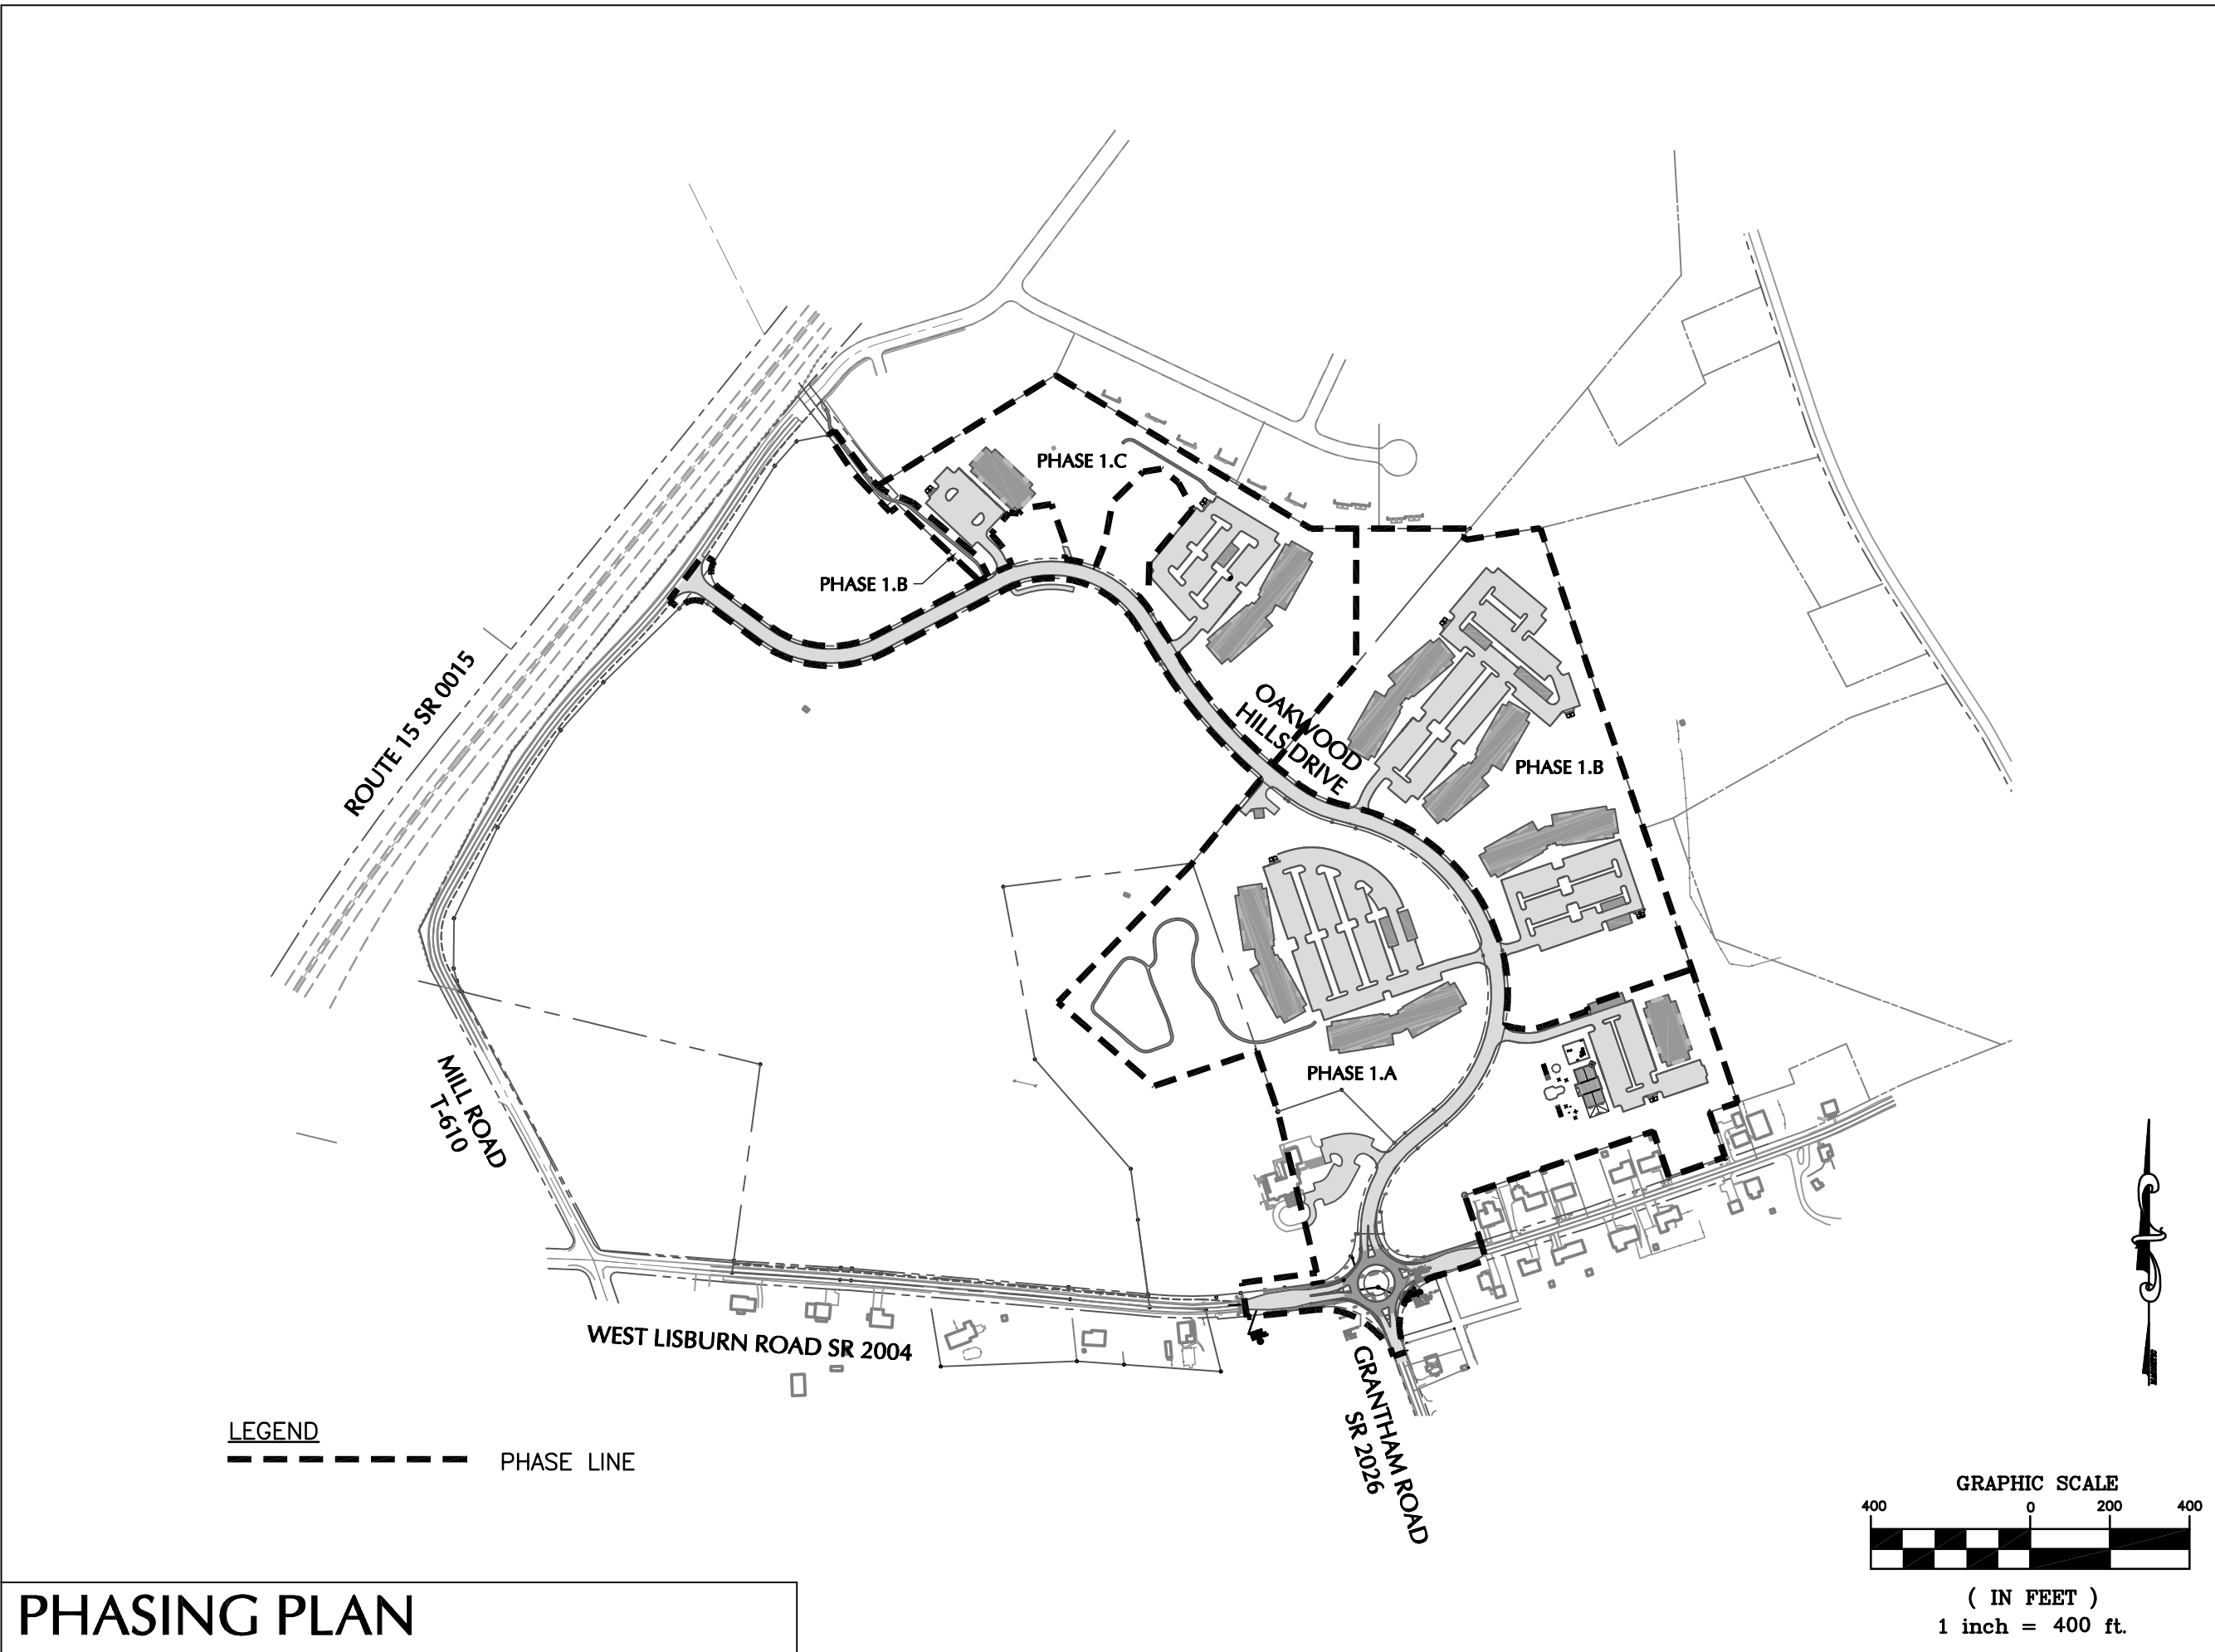 PHASE 1.C
PHASE 1.B
ROUTE 15 SR 0015
OAKWOOD
HILLS DRIVE
PHASE 1.B
MILL ROAD
T-610
PHASE 1.A
WEST LISBURN ROAD SR 2004
GRANTHAM ROAD
SR 2026
LEGEND
PHASE LINE
GRAPHIC SCALE
400 0 200 400
( IN FEET )
1 inch = 400 ft.
PHASING PLAN